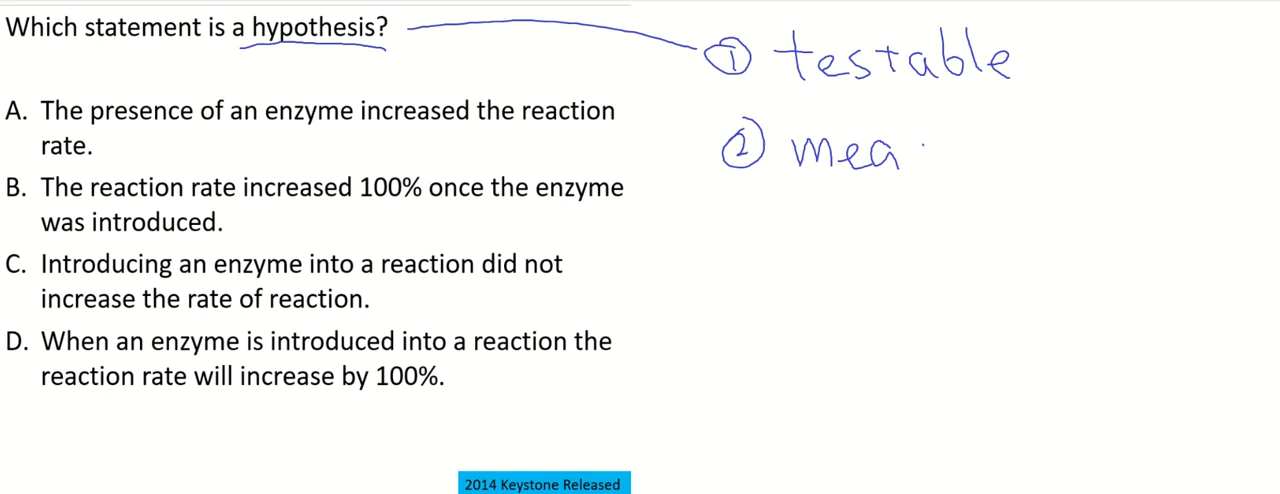 Which statement is a hypothesis?
① testable
② mea
A. The presence of an enzyme increased the reaction
rate.
B. The reaction rate increased 100% once the enzyme
was introduced.
C. Introducing an enzyme into a reaction did not
increase the rate of reaction.
D. When an enzyme is introduced into a reaction the
reaction rate will increase by 100%.
2014 Keystone Released